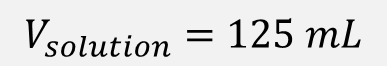 V_solution = 125 mL